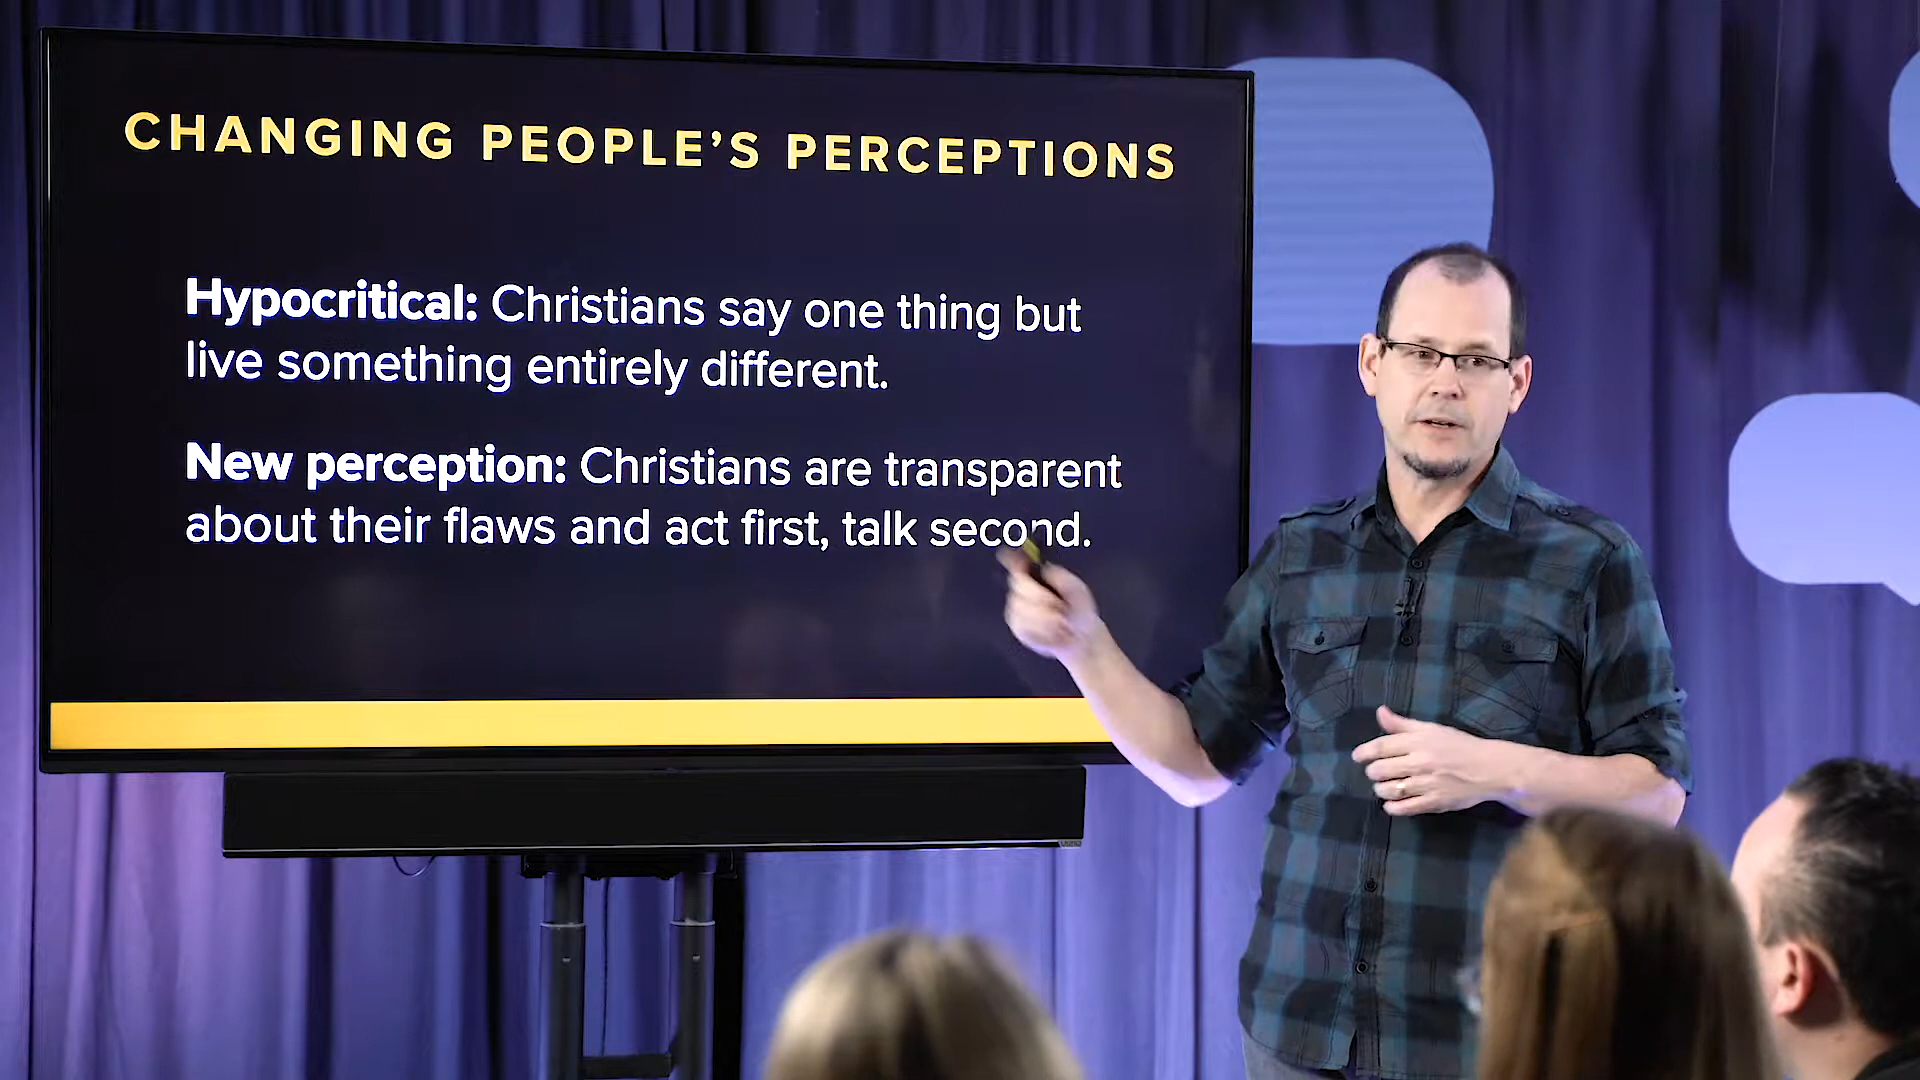 CHANGING PEOPLE’S PERCEPTIONS
Hypocritical: Christians say one thing but
live something entirely different.
New perception: Christians are transparent
about their flaws and act first, talk second.